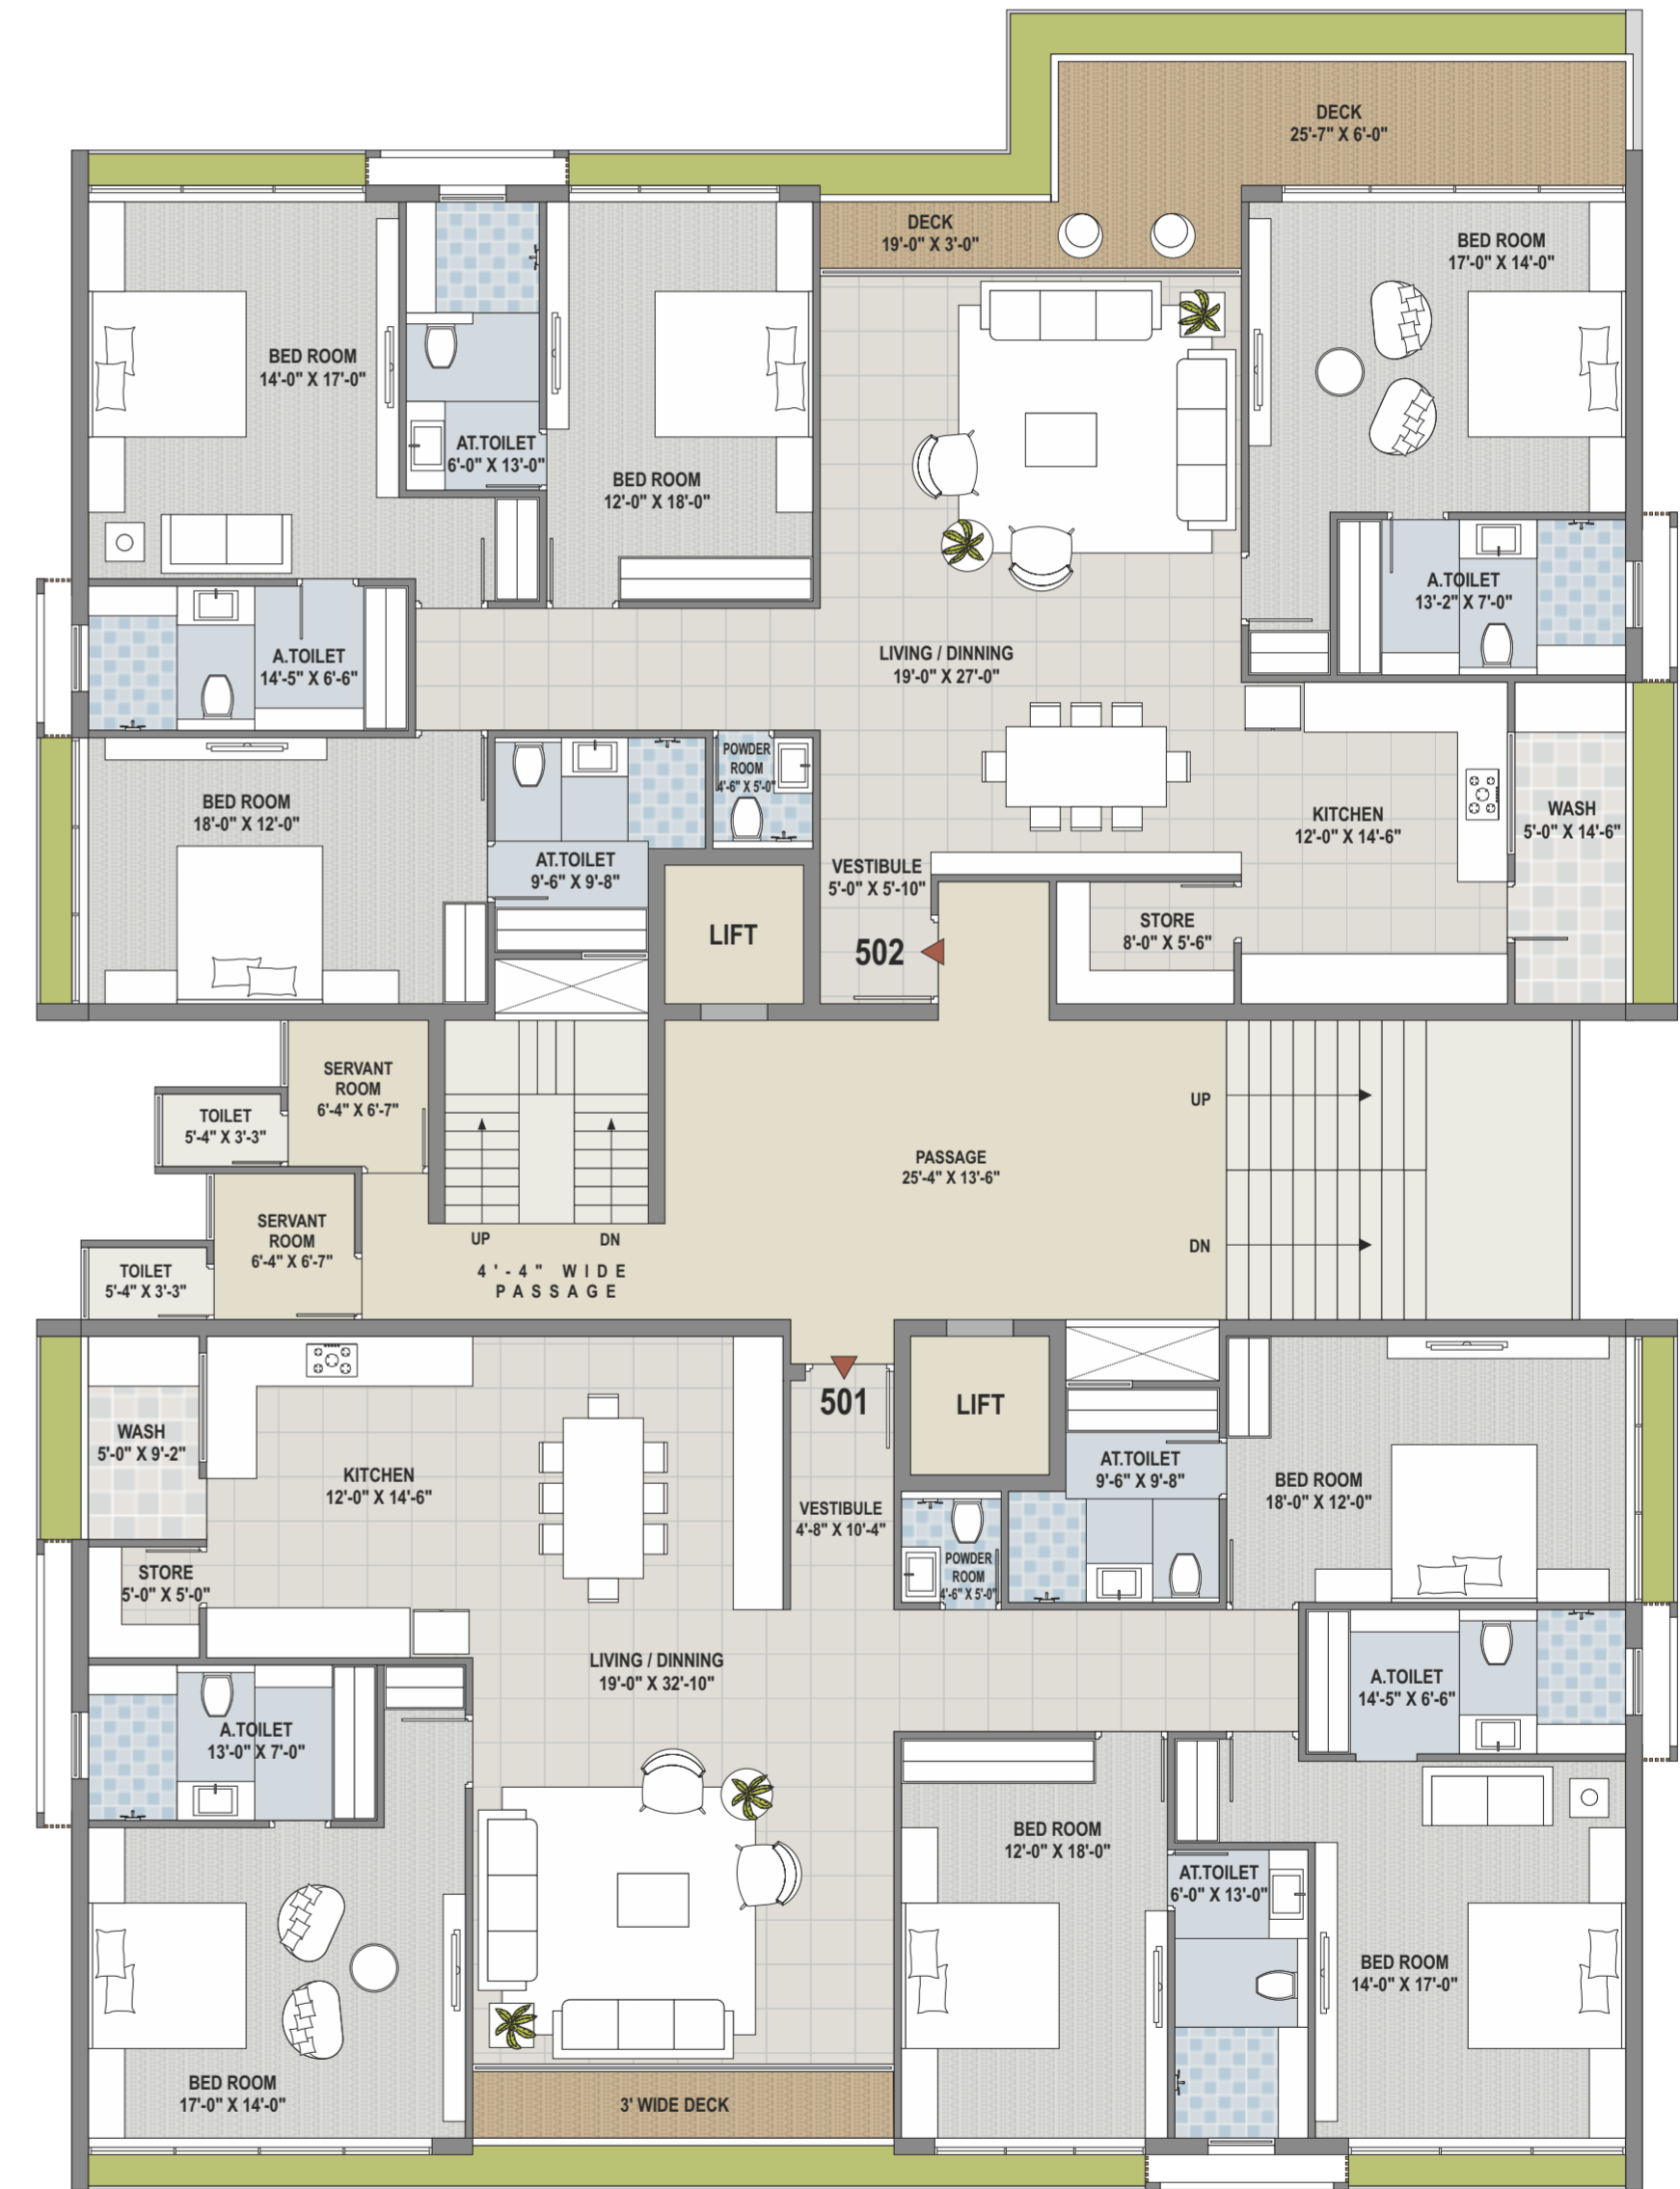 DECK
25'-7" X 6'-0"
DECK
19'-0" X 3'-0"
BED ROOM
17'-0" X 14'-0"
BED ROOM
14'-0" X 17'-0"
AT.TOILET
6'-0" X 13'-0"
BED ROOM
12'-0" X 18'-0"
A.TOILET
13'-2" X 7'-0"
A.TOILET
14'-5" X 6'-6"
LIVING / DINNING
19'-0" X 27'-0"
BED ROOM
18'-0" X 12'-0"
POWDER
ROOM
4'-6" X 5'-0"
AT.TOILET
9'-6" X 9'-8"
KITCHEN
12'-0" X 14'-6"
WASH
5'-0" X 14'-6"
VESTIBULE
5'-0" X 5'-10"
LIFT
502
STORE
8'-0" X 5'-6"
SERVANT
ROOM
6'-4" X 6'-7"
TOILET
5'-4" X 3'-3"
UP
PASSAGE
25'-4" X 13'-6"
SERVANT
ROOM
6'-4" X 6'-7"
UP
DN
DN
TOILET
5'-4" X 3'-3"
4'-4" WIDE
PASSAGE
501
LIFT
WASH
5'-0" X 9'-2"
KITCHEN
12'-0" X 14'-6"
AT.TOILET
9'-6" X 9'-8"
BED ROOM
18'-0" X 12'-0"
VESTIBULE
4'-8" X 10'-4"
POWDER
ROOM
4'-6" X 5'-0"
STORE
5'-0" X 5'-0"
LIVING / DINNING
19'-0" X 32'-10"
A.TOILET
14'-5" X 6'-6"
A.TOILET
13'-0" X 7'-0"
BED ROOM
12'-0" X 18'-0"
AT.TOILET
6'-0" X 13'-0"
BED ROOM
14'-0" X 17'-0"
BED ROOM
17'-0" X 14'-0"
3' WIDE DECK